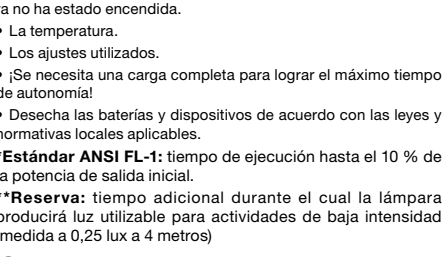 va no ha estado encendida.
• La temperatura.
• Los ajustes utilizados.
• ¡Se necesita una carga completa para lograr el máximo tiempo
de autonomía!
• Desecha las baterías y dispositivos de acuerdo con las leyes y
normativas locales aplicables.
*Estándar ANSI FL-1: tiempo de ejecución hasta el 10 % de
la potencia de salida inicial.
**Reserva: tiempo adicional durante el cual la lámpara
producirá luz utilizable para actividades de baja intensidad
(medida a 0,25 lux a 4 metros)